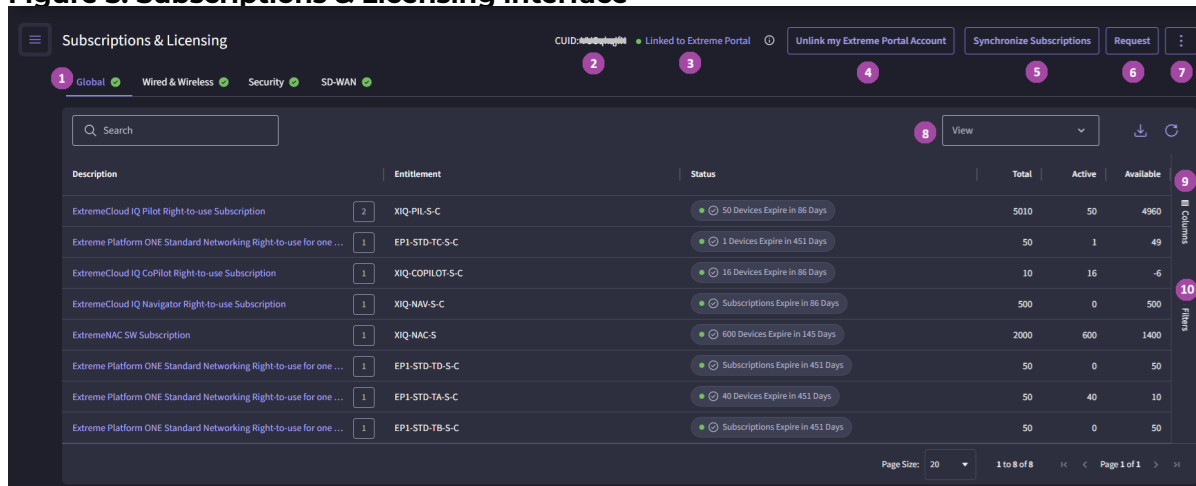 Figure 5. Subscriptions & Licensing interface
Subscriptions & Licensing
CUID: Linked to Extreme Portal Unlink my Extreme Portal Account Synchronize Subscriptions Request
2 3 4 5 6 7
1 Global Wired & Wireless Security SD-WAN
Search 8 View
Description Entitlement Status Total Active Available
9
Columns
ExtremeCloud IQ Pilot Right-to-use Subscription 2 XIQ-PIL-S-C 50 Devices Expire in 86 Days 5010 50 4960
Extreme Platform ONE Standard Networking Right-to-use for one ... 1 EP1-STD-TC-S-C 1 Devices Expire in 451 Days 50 1 49
ExtremeCloud IQ CoPilot Right-to-use Subscription 1 XIQ-COPILOT-S-C 16 Devices Expire in 86 Days 10 16 -6
10
Filters
ExtremeCloud IQ Navigator Right-to-use Subscription 1 XIQ-NAV-S-C Subscriptions Expire in 86 Days 500 0 500
ExtremeNAC SW Subscription 1 XIQ-NAC-S 600 Devices Expire in 145 Days 2000 600 1400
Extreme Platform ONE Standard Networking Right-to-use for one ... 1 EP1-STD-TD-S-C Subscriptions Expire in 451 Days 50 0 50
Extreme Platform ONE Standard Networking Right-to-use for one ... 1 EP1-STD-TA-S-C 40 Devices Expire in 451 Days 50 40 10
Extreme Platform ONE Standard Networking Right-to-use for one ... 1 EP1-STD-TB-S-C Subscriptions Expire in 451 Days 50 0 50
Page Size: 20 1 to 8 of 8 Page 1 of 1